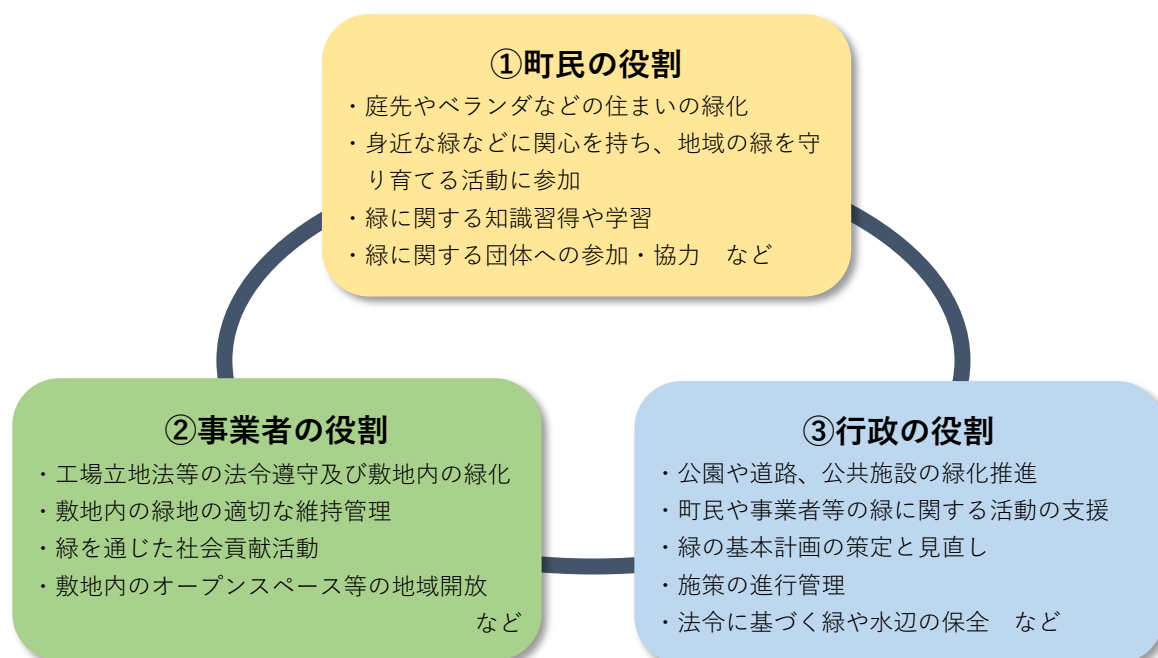 ①町民の役割
・庭先やベランダなどの住まいの緑化
・身近な緑などに関心を持ち、地域の緑を守
り育てる活動に参加
・緑に関する知識習得や学習
・緑に関する団体への参加・協力　など
②事業者の役割
・工場立地法等の法令遵守及び敷地内の緑化
・敷地内の緑地の適切な維持管理
・緑を通じた社会貢献活動
・敷地内のオープンスペース等の地域開放
など
③行政の役割
・公園や道路、公共施設の緑化推進
・町民や事業者等の緑に関する活動の支援
・緑の基本計画の策定と見直し
・施策の進行管理
・法令に基づく緑や水辺の保全　など